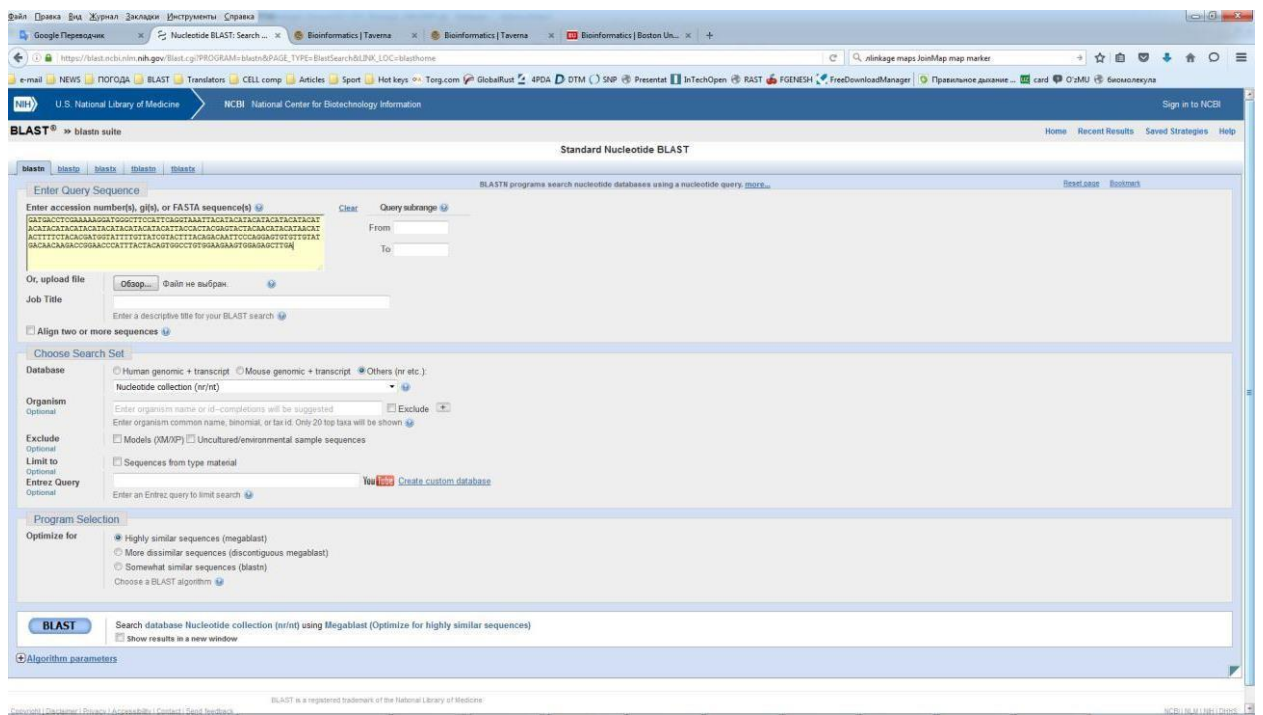 Файл Правка Вид Журнал Закладки Инструменты Справка
Google Переводчик × Nucleotide BLAST: Search ... × Bioinformatics | Taverna × Bioinformatics | Taverna × Bioinformatics | Boston Un... × +
https://blast.ncbi.nlm.nih.gov/Blast.cgi?PROGRAM=blastn&PAGE_TYPE=BlastSearch&LINK_LOC=blasthome
nlinkage maps JoinMap map marker
e-mail NEWS ПОГОДА BLAST Translators CELL comp Articles Sport Hot keys Torg.com GlobalRust 4PDA DTM SNP Presentat InTechOpen RAST FGENESH FreeDownloadManager Правильное дыхание ... card O'zMU биомолекула
NIH U.S. National Library of Medicine NCBI National Center for Biotechnology Information Sign in to NCBI
BLAST® » blastn suite Home Recent Results Saved Strategies Help
Standard Nucleotide BLAST
blastn blastp blastx tblastn tblastx
Enter Query Sequence BLASTN programs search nucleotide databases using a nucleotide query. more... Reset page Bookmark
Enter accession number(s), gi(s), or FASTA sequence(s) Clear Query subrange
From
To
Or, upload file Обзор... Файл не выбран.
Job Title
Enter a descriptive title for your BLAST search
Align two or more sequences
Choose Search Set
Database Human genomic + transcript Mouse genomic + transcript Others (nr etc.):
Nucleotide collection (nr/nt)
Organism
Optional
Enter organism name or id--completions will be suggested Exclude +
Enter organism common name, binomial, or tax id. Only 20 top taxa will be shown
Exclude Models (XM/XP) Uncultured/environmental sample sequences
Optional
Limit to Sequences from type material
Optional
Entrez Query YouTube Create custom database
Optional
Enter an Entrez query to limit search
Program Selection
Optimize for Highly similar sequences (megablast)
More dissimilar sequences (discontiguous megablast)
Somewhat similar sequences (blastn)
Choose a BLAST algorithm
BLAST Search database Nucleotide collection (nr/nt) using Megablast (Optimize for highly similar sequences)
Show results in a new window
Algorithm parameters
BLAST is a registered trademark of the National Library of Medicine
Copyright | Disclaimer | Privacy | Accessibility | Contact | Send feedback NCBI | NLM | NIH | DHHS